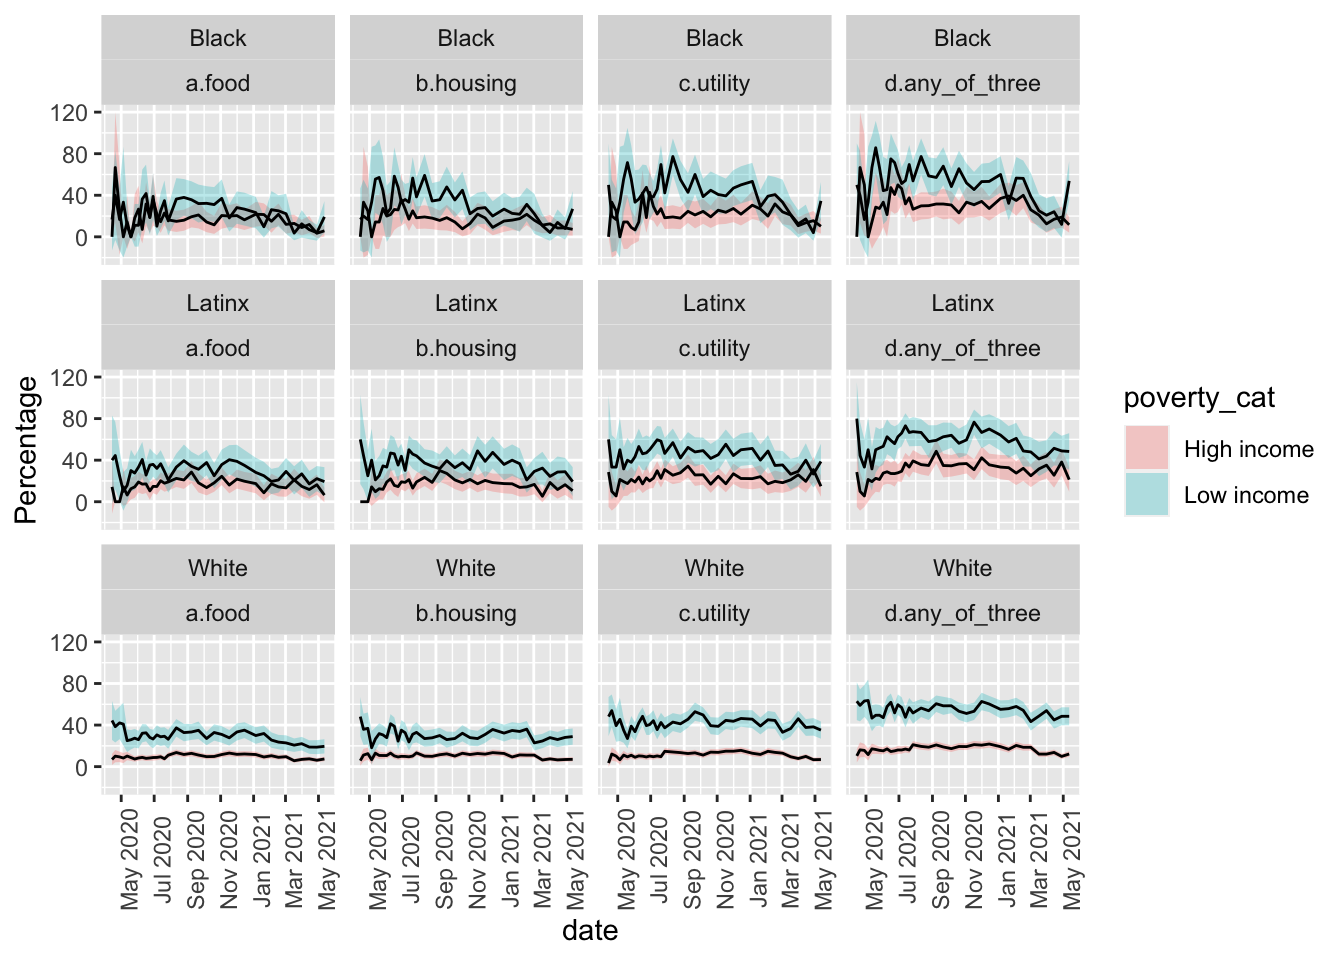 Black Black Black Black
a.food b.housing c.utility d.any_of_three
120
80
40
0
Latinx Latinx Latinx Latinx
a.food b.housing c.utility d.any_of_three
120
80
40
0
White White White White
a.food b.housing c.utility d.any_of_three
120
80
40
0
Percentage
May 2020 Jul 2020 Sep 2020 Nov 2020 Jan 2021 Mar 2021 May 2021 May 2020 Jul 2020 Sep 2020 Nov 2020 Jan 2021 Mar 2021 May 2021 May 2020 Jul 2020 Sep 2020 Nov 2020 Jan 2021 Mar 2021 May 2021 May 2020 Jul 2020 Sep 2020 Nov 2020 Jan 2021 Mar 2021 May 2021
date
poverty_cat
High income
Low income